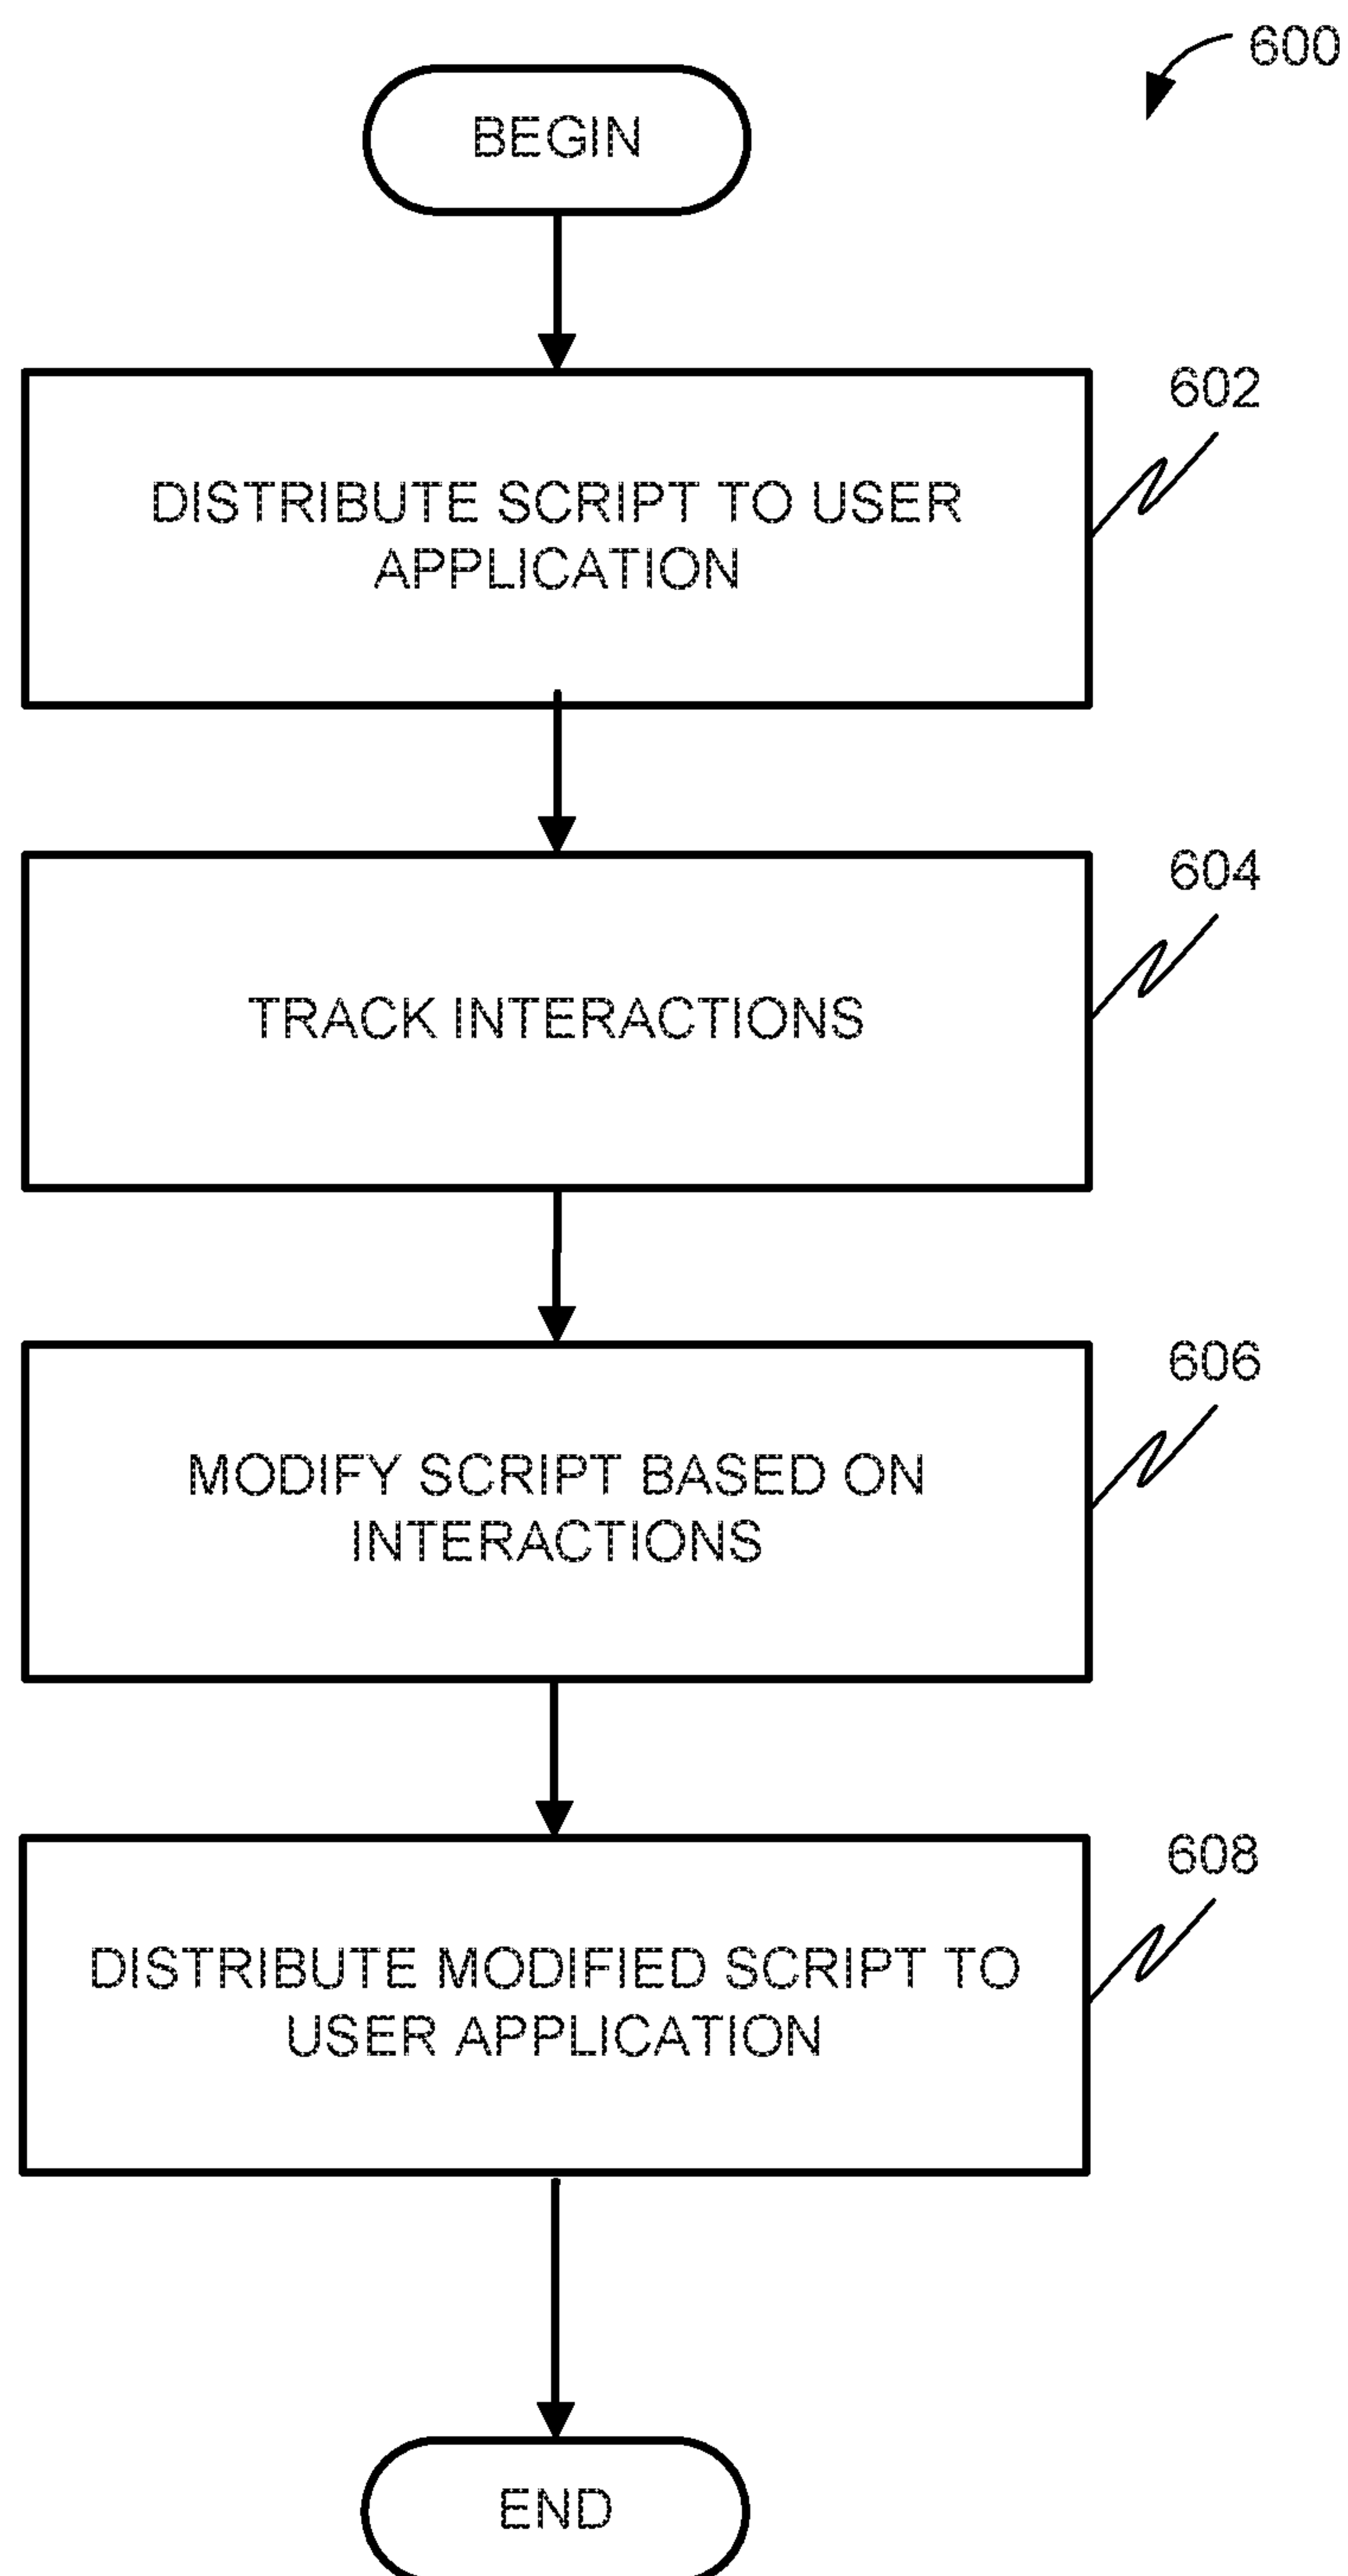 600
BEGIN
602
DISTRIBUTE SCRIPT TO USER
APPLICATION
604
TRACK INTERACTIONS
606
MODIFY SCRIPT BASED ON
INTERACTIONS
608
DISTRIBUTE MODIFIED SCRIPT TO
USER APPLICATION
END